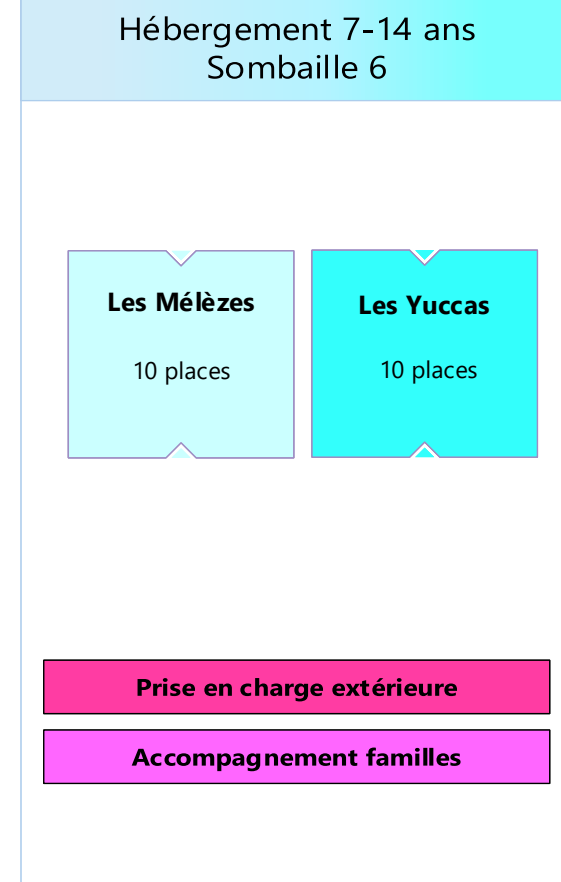 Hébergement 7-14 ans
Sombaille 6
Les Mélèzes
10 places
Les Yuccas
10 places
Prise en charge extérieure
Accompagnement familles